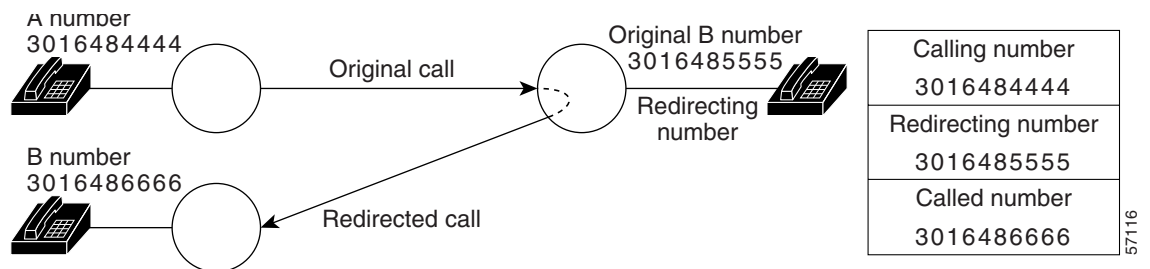 A number
3016484444
Original call
Original B number
3016485555
Redirecting
number
B number
3016486666
Redirected call
Calling number
3016484444
Redirecting number
3016485555
Called number
3016486666
57116